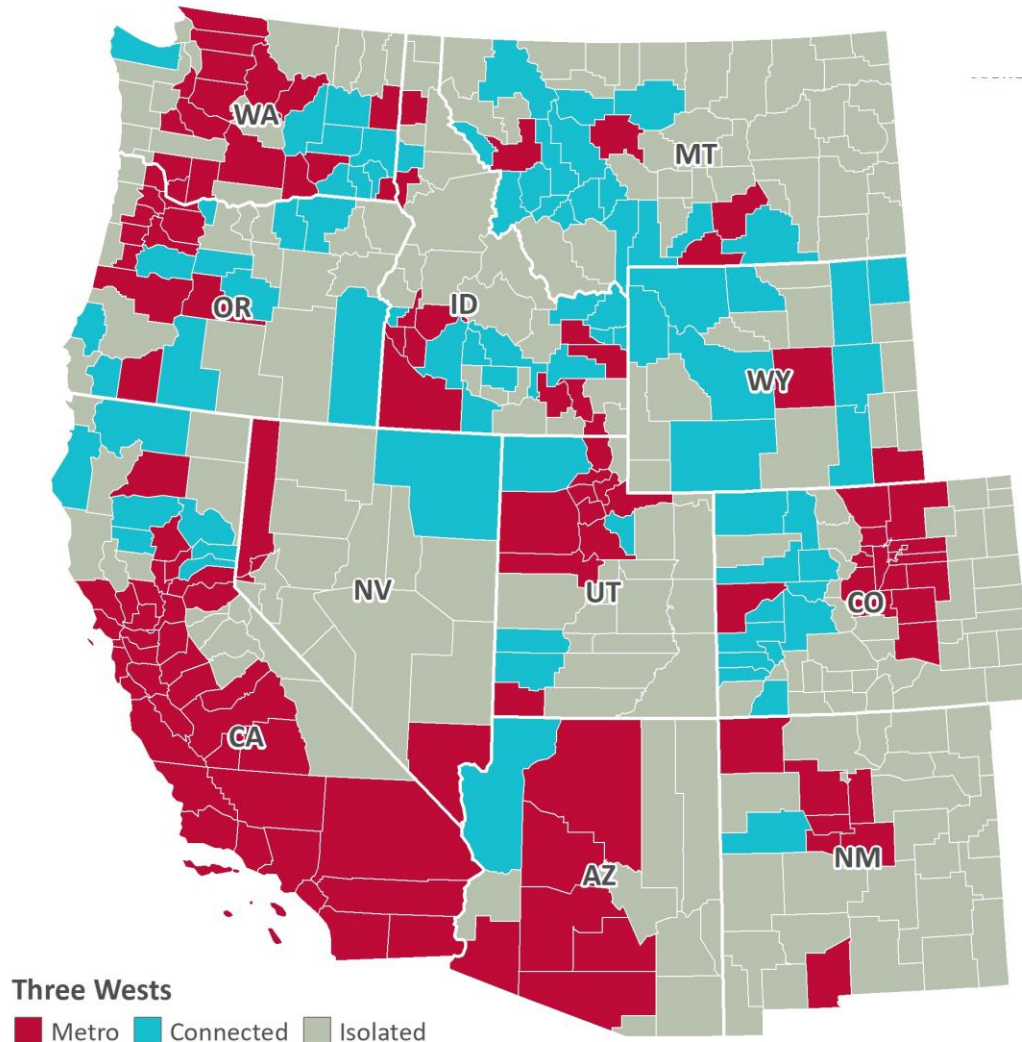 WA
MT
OR
ID
WY
NV
UT
CO
CA
AZ
NM
Three Wests
Metro Connected Isolated